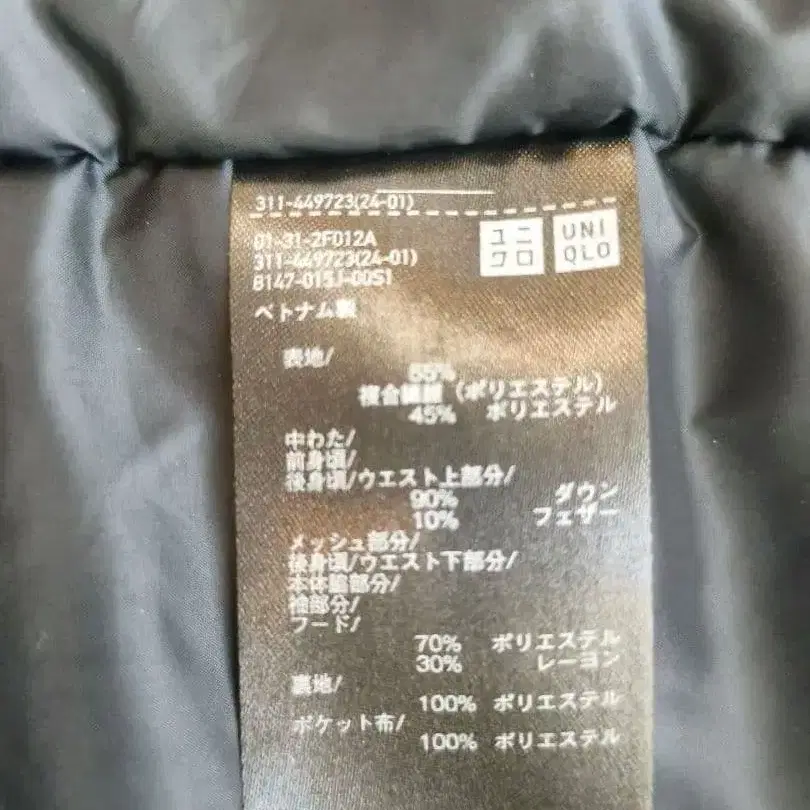 311-449723(24-01)
ユニクロ
UNIQLO
01-31-2FD12A
311-449723(24-01)
8147-015J-00S1
ベトナム製
表地/
55%
複合繊維 (ポリエステル)
45% ポリエステル
中わた/
前身頃/
後身頃/ウエスト上部分/
90% ダウン
10% フェザー
メッシュ部分/
後身頃/ウエスト下部分/
本体脇部分/
袖部分/
フード/
70% ポリエステル
30% レーヨン
裏地/
100% ポリエステル
ポケット布/
100% ポリエステル